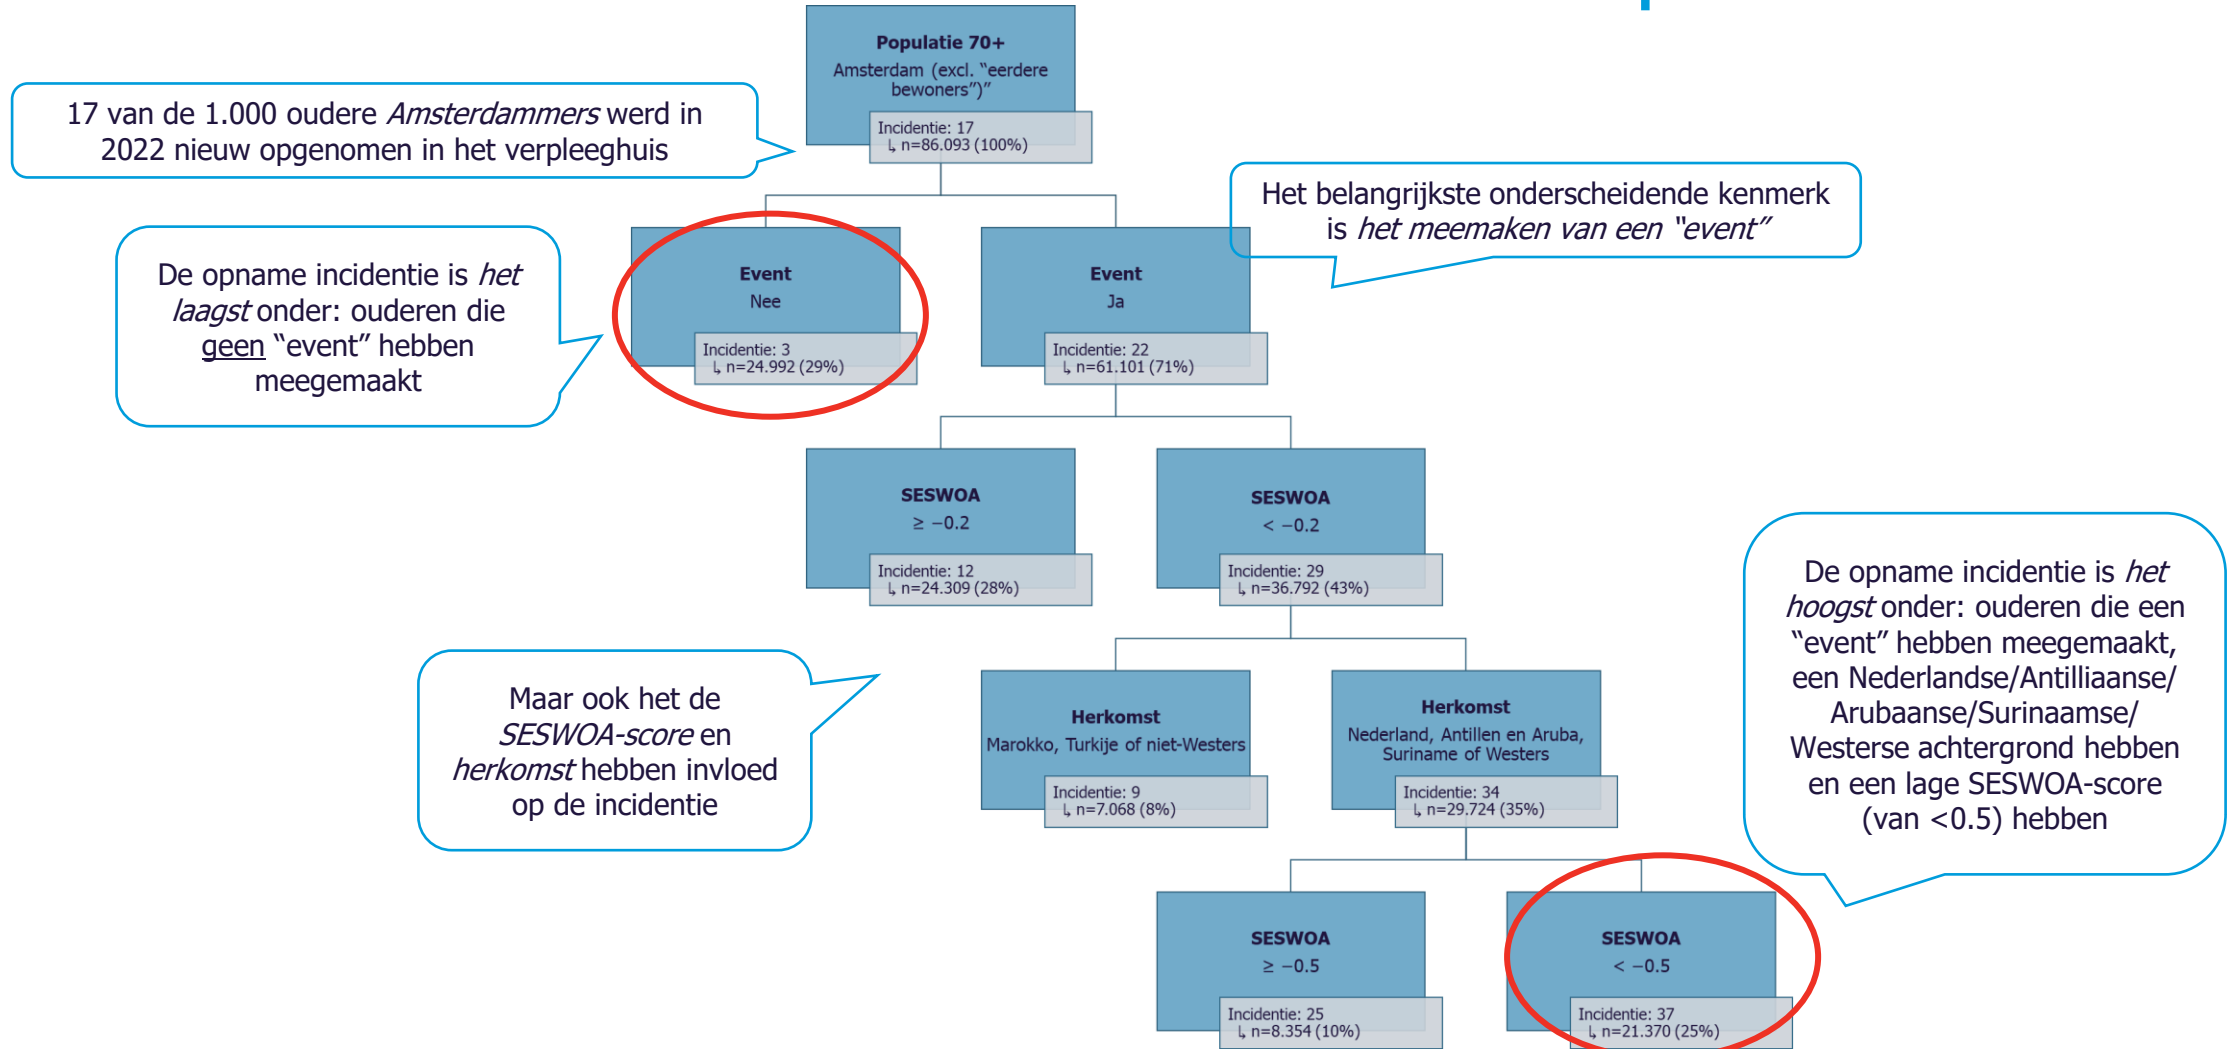 Populatie 70+
Amsterdam (excl. “eerdere
bewoners”)”
Incidentie: 17
↳ n=86.093 (100%)
17 van de 1.000 oudere Amsterdammers werd in
2022 nieuw opgenomen in het verpleeghuis
Het belangrijkste onderscheidende kenmerk
is het meemaken van een “event”
De opname incidentie is het
laagst onder: ouderen die
geen “event” hebben
meegemaakt
Event
Nee
Incidentie: 3
↳ n=24.992 (29%)
Event
Ja
Incidentie: 22
↳ n=61.101 (71%)
SESWOA
≥ −0.2
Incidentie: 12
↳ n=24.309 (28%)
SESWOA
< −0.2
Incidentie: 29
↳ n=36.792 (43%)
Maar ook het de
SESWOA-score en
herkomst hebben invloed
op de incidentie
Herkomst
Marokko, Turkije of niet-Westers
Incidentie: 9
↳ n=7.068 (8%)
Herkomst
Nederland, Antillen en Aruba,
Suriname of Westers
Incidentie: 34
↳ n=29.724 (35%)
De opname incidentie is het
hoogst onder: ouderen die een
“event” hebben meegemaakt,
een Nederlandse/Antilliaanse/
Arubaanse/Surinaamse/
Westerse achtergrond hebben
en een lage SESWOA-score
(van <0.5) hebben
SESWOA
≥ −0.5
Incidentie: 25
↳ n=8.354 (10%)
SESWOA
< −0.5
Incidentie: 37
↳ n=21.370 (25%)